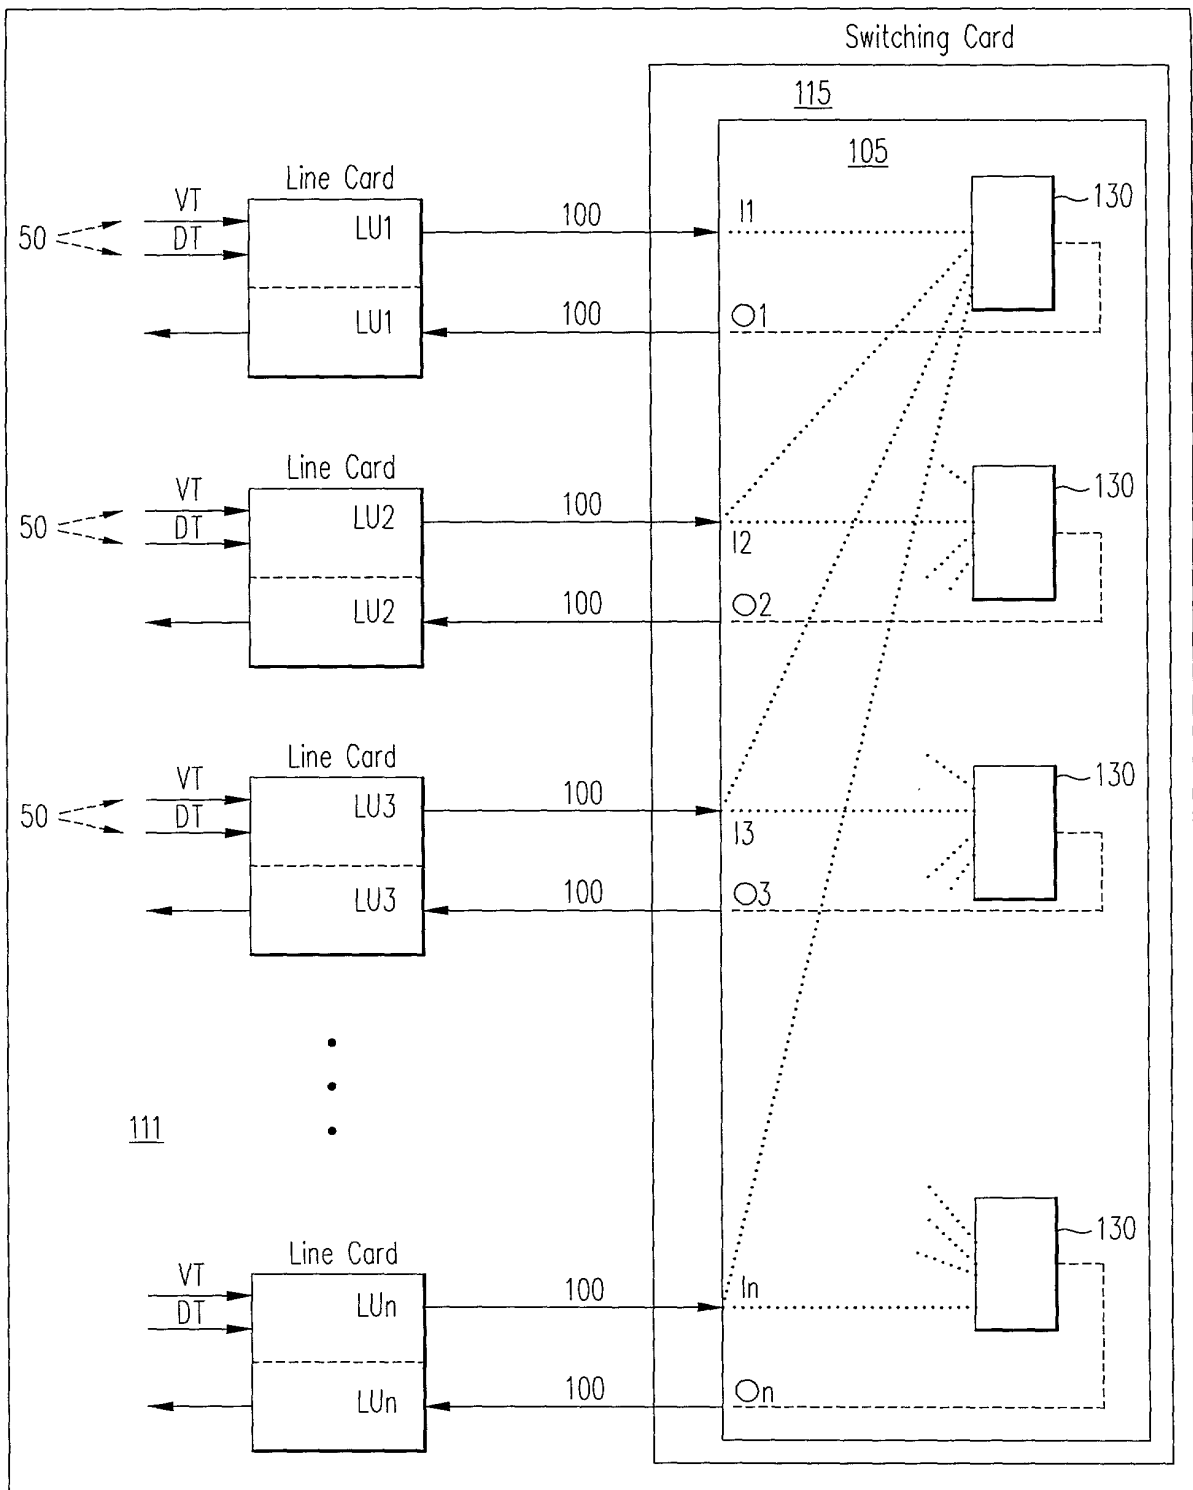 Switching Card
115
105
Line Card
VT
50
DT
LU1
100
I1
130
LU1
100
O1
Line Card
VT
50
DT
LU2
100
I2
130
LU2
100
O2
Line Card
VT
50
DT
LU3
100
I3
130
LU3
100
O3
111
Line Card
VT
DT
LUn
100
In
130
LUn
100
On